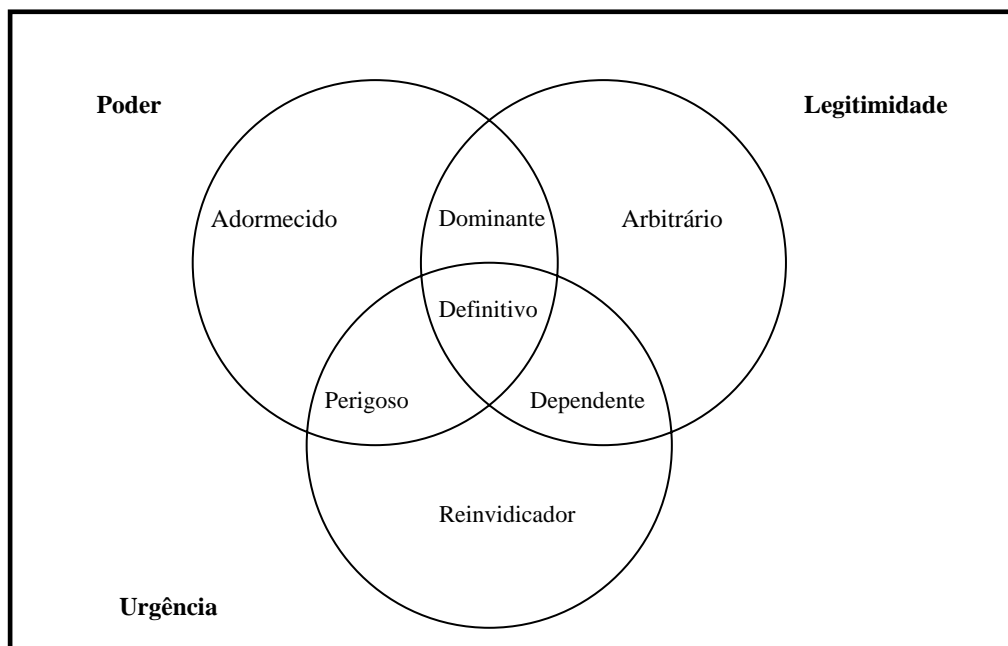 Poder
Legitimidade
Adormecido
Dominante
Arbitrário
Definitivo
Perigoso
Dependente
Reinvidicador
Urgência